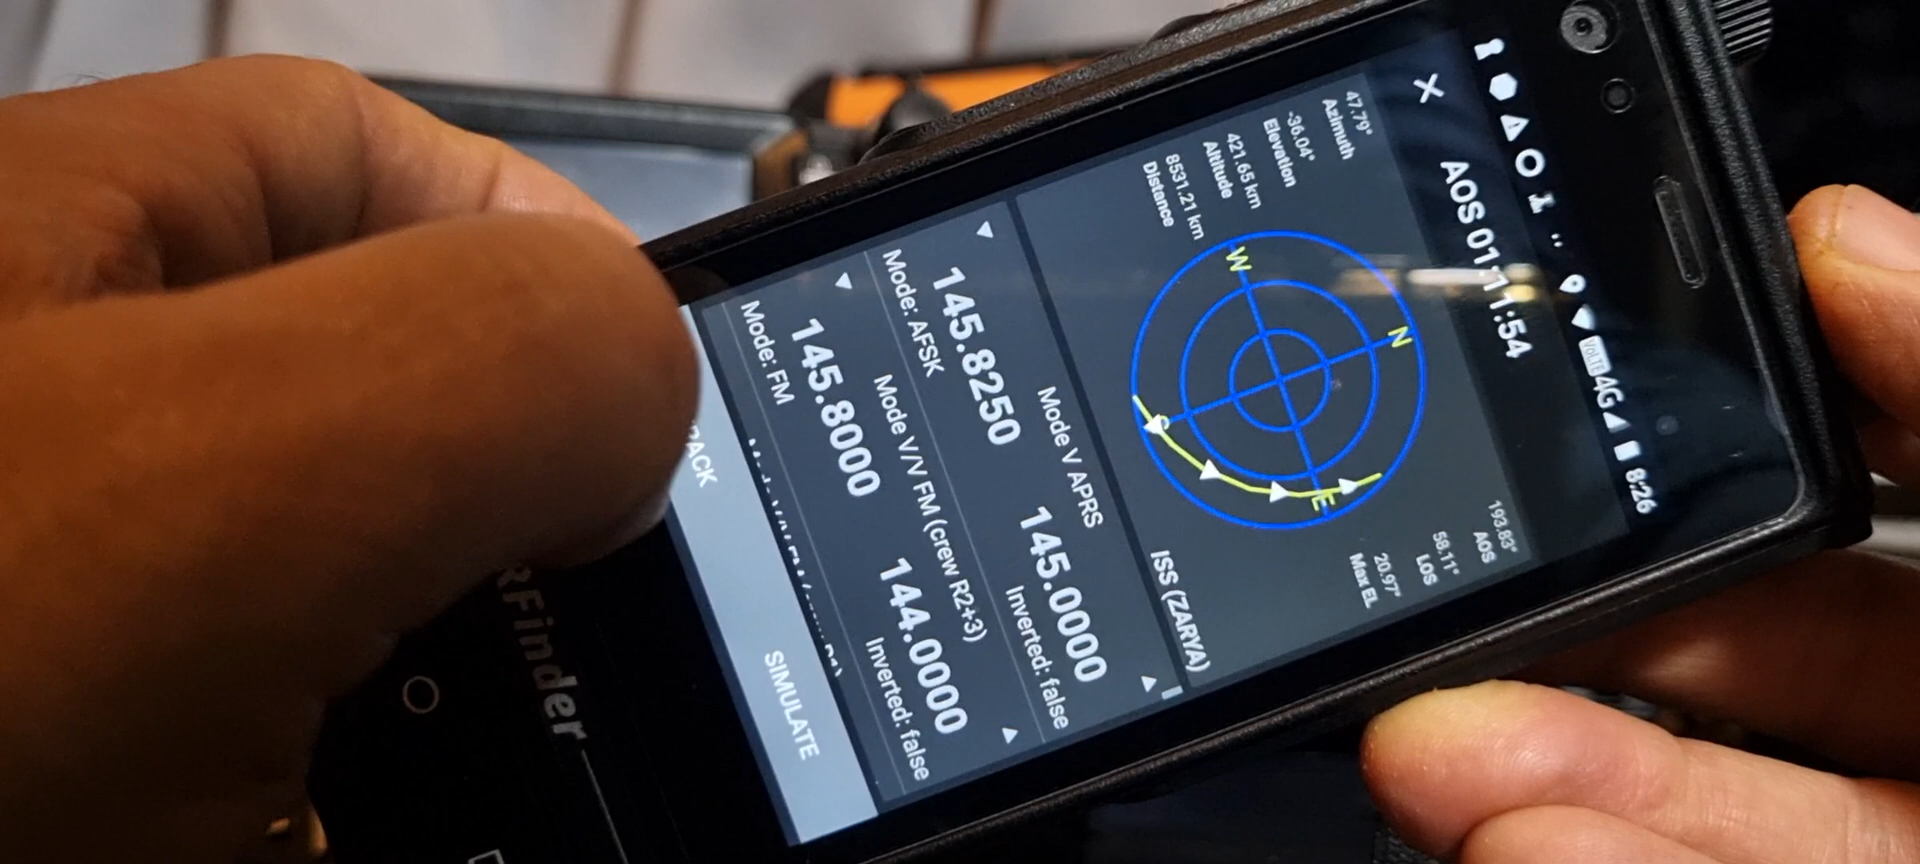 VoLTE 4G 8:26
AOS 01:11:54
47.79°
Azimuth
-36.04°
Elevation
421.65 km
Altitude
8531.21 km
Distance
N
W
E
193.83°
AOS
58.11°
LOS
20.97°
Max EL
ISS (ZARYA)
Mode V APRS
145.8250 145.0000
Mode: AFSK Inverted: false
Mode V/V FM (crew R2+3)
145.8000 144.0000
Mode: FM Inverted: false
SIMULATE
RFinder